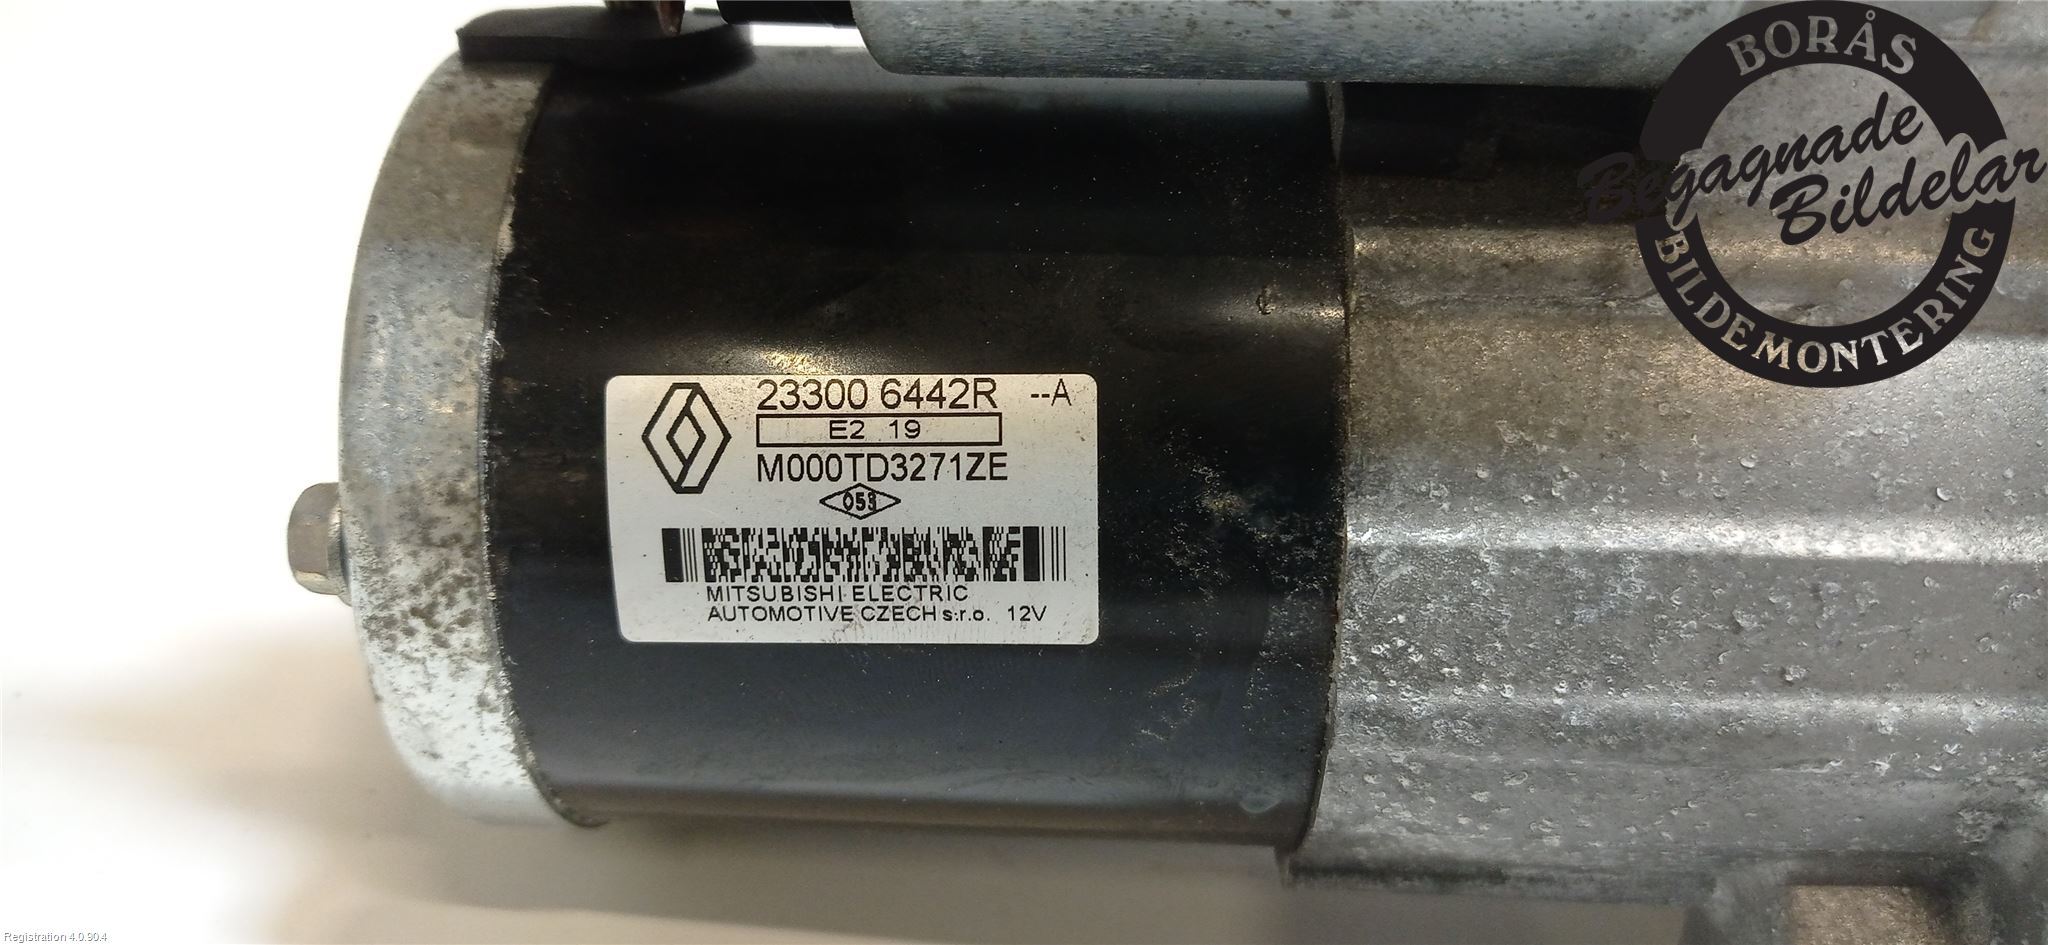 BORÅS
Begagnade
Bildelar
BILDEMONTERING
23300 6442R --A
E2 19
M000TD3271ZE
053
MITSUBISHI ELECTRIC
AUTOMOTIVE CZECH s.r.o. 12V
Registration 4.0.90.4